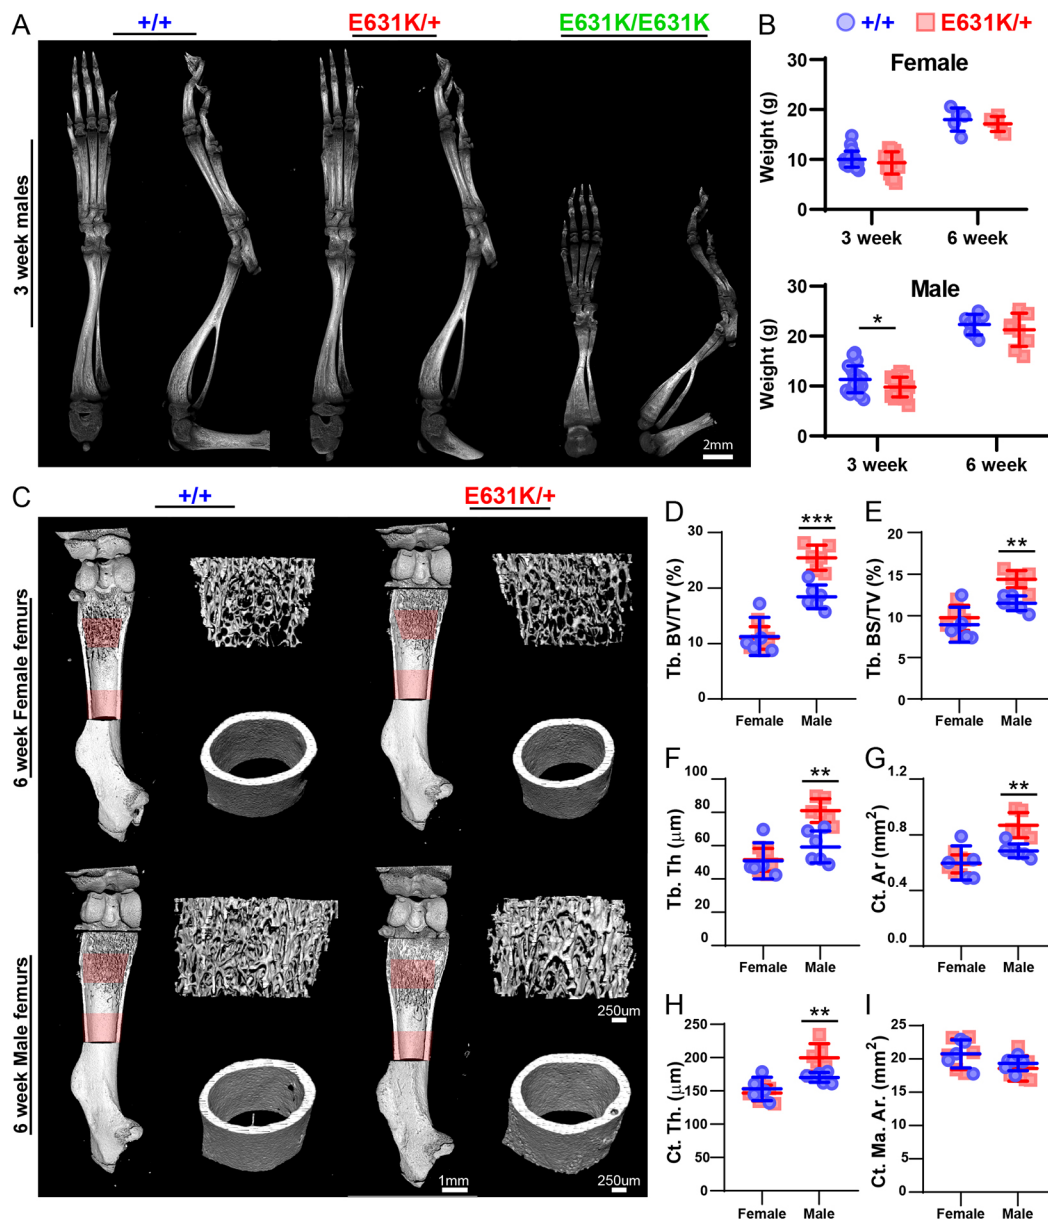 A
+/+
E631K/+
E631K/E631K
3 week males
2mm
B
+/+
E631K/+
Female
Weight (g)
30
20
10
0
3 week
6 week
Male
*
Weight (g)
30
20
10
0
3 week
6 week
C
+/+
E631K/+
6 week Female femurs
6 week Male femurs
250um
1mm
250um
D
***
Tb. BV/TV (%)
30
20
10
0
Female
Male
E
**
Tb. BS/TV (%)
20
15
10
5
0
Female
Male
F
**
Tb. Th (μm)
100
80
60
40
20
0
Female
Male
G
**
Ct. Ar (mm²)
1.2
0.8
0.4
0.0
Female
Male
H
**
Ct. Th. (μm)
250
200
150
100
50
0
Female
Male
I
Ct. Ma. Ar. (mm²)
25
20
15
10
5
0
Female
Male